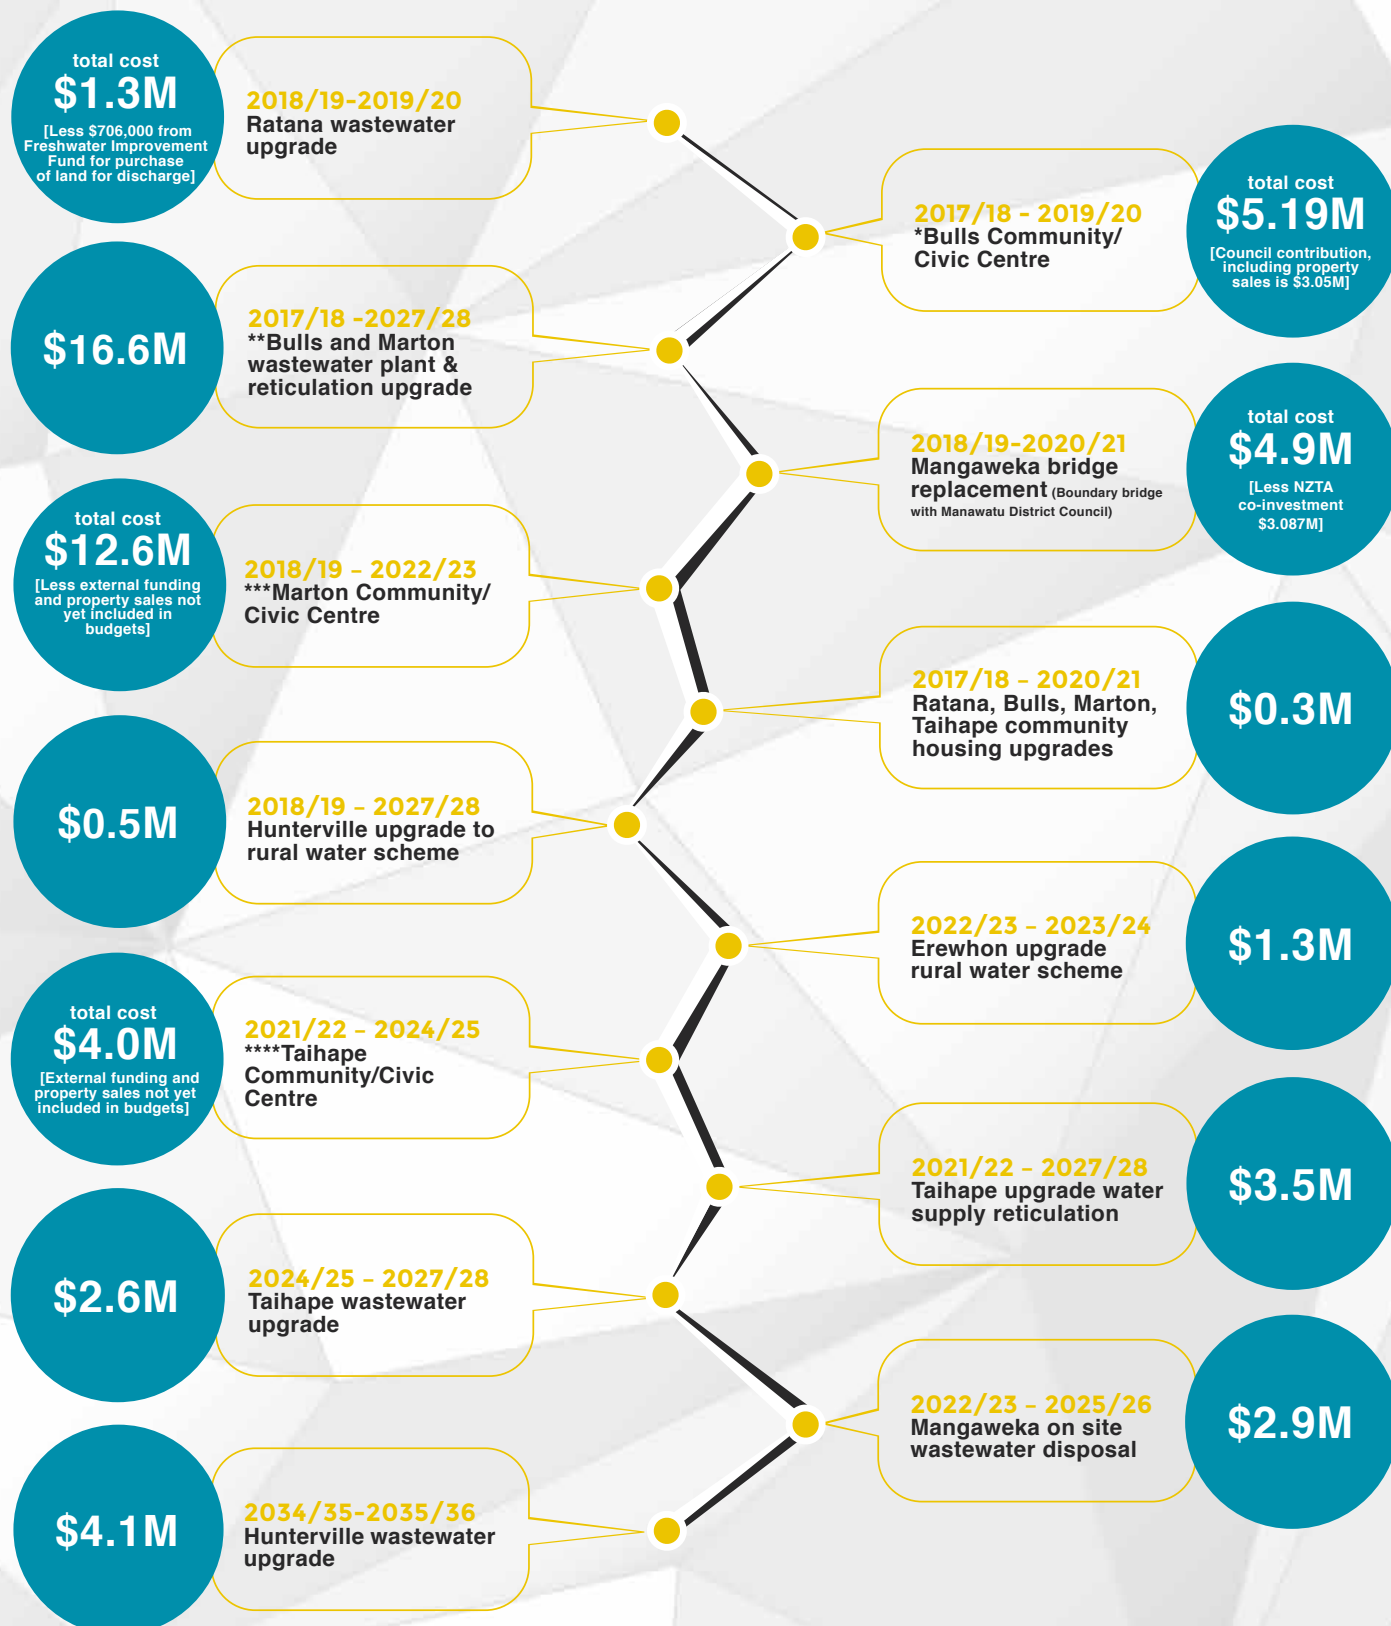 total cost
$1.3M
[Less $706,000 from
Freshwater Improvement
Fund for purchase
of land for discharge]
2018/19-2019/20
Ratana wastewater
upgrade
2017/18 - 2019/20
*Bulls Community/
Civic Centre
total cost
$5.19M
[Council contribution,
including property
sales is $3.05M]
$16.6M
2017/18 -2027/28
**Bulls and Marton
wastewater plant &
reticulation upgrade
2018/19-2020/21
Mangaweka bridge
replacement (Boundary bridge
with Manawatu District Council)
total cost
$4.9M
[Less NZTA
co-investment
$3.087M]
total cost
$12.6M
[Less external funding
and property sales not
yet included in
budgets]
2018/19 – 2022/23
***Marton Community/
Civic Centre
2017/18 – 2020/21
Ratana, Bulls, Marton,
Taihape community
housing upgrades
$0.3M
$0.5M
2018/19 – 2027/28
Hunterville upgrade to
rural water scheme
2022/23 – 2023/24
Erewhon upgrade
rural water scheme
$1.3M
total cost
$4.0M
[External funding and
property sales not yet
included in budgets]
2021/22 – 2024/25
****Taihape
Community/Civic
Centre
2021/22 – 2027/28
Taihape upgrade water
supply reticulation
$3.5M
$2.6M
2024/25 – 2027/28
Taihape wastewater
upgrade
2022/23 – 2025/26
Mangaweka on site
wastewater disposal
$2.9M
$4.1M
2034/35-2035/36
Hunterville wastewater
upgrade